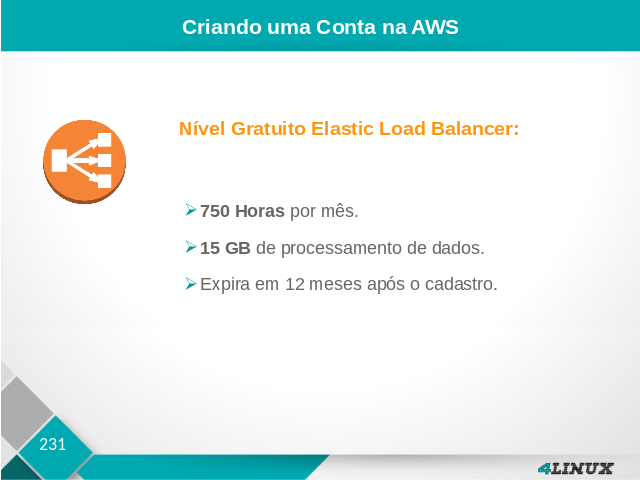 Criando uma Conta na AWS
Nível Gratuito Elastic Load Balancer:
750 Horas por mês.
15 GB de processamento de dados.
Expira em 12 meses após o cadastro.
231
4LINUX